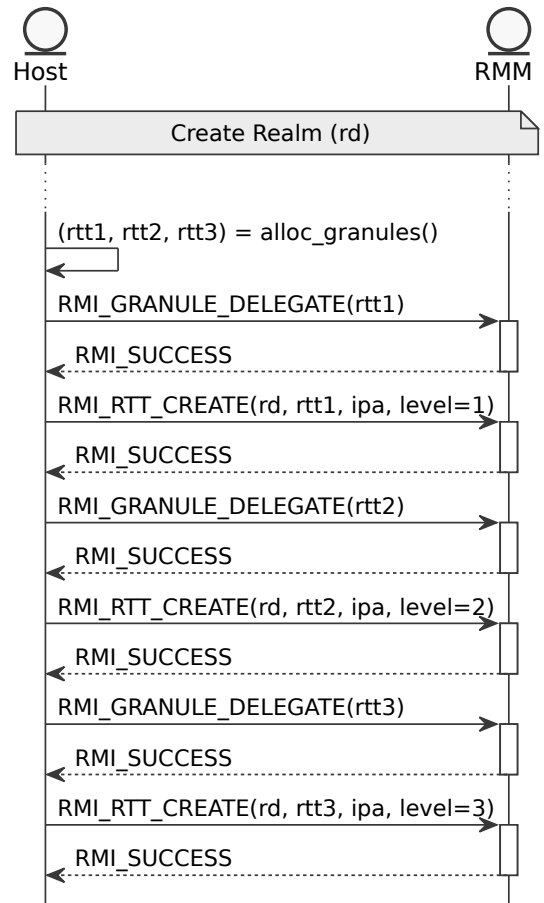 Host
RMM
Create Realm (rd)
(rtt1, rtt2, rtt3) = alloc_granules()
RMI_GRANULE_DELEGATE(rtt1)
RMI_SUCCESS
RMI_RTT_CREATE(rd, rtt1, ipa, level=1)
RMI_SUCCESS
RMI_GRANULE_DELEGATE(rtt2)
RMI_SUCCESS
RMI_RTT_CREATE(rd, rtt2, ipa, level=2)
RMI_SUCCESS
RMI_GRANULE_DELEGATE(rtt3)
RMI_SUCCESS
RMI_RTT_CREATE(rd, rtt3, ipa, level=3)
RMI_SUCCESS